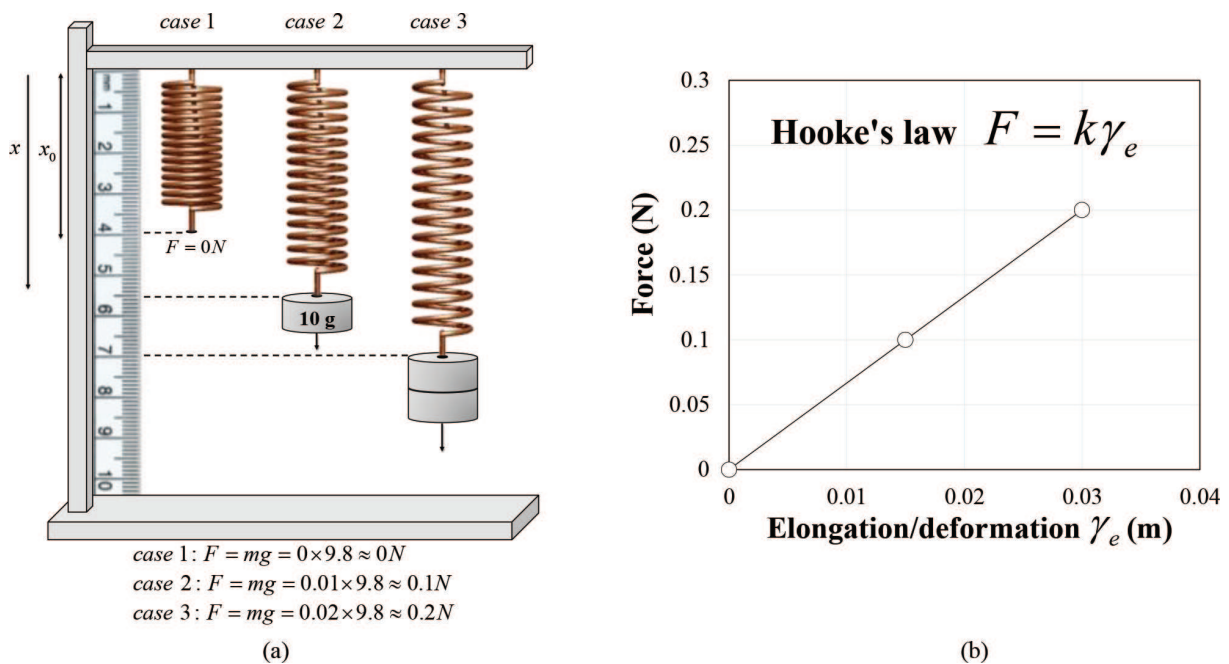 case 1 case 2 case 3
x
x₀
mm
1
2
3
4
5
6
7
8
9
10
F = 0N
10 g
case 1: F = mg = 0 × 9.8 ≈ 0N
case 2: F = mg = 0.01 × 9.8 ≈ 0.1N
case 3: F = mg = 0.02 × 9.8 ≈ 0.2N
(a)
Hooke's law F = kγₑ
Force (N)
0.3
0.25
0.2
0.15
0.1
0.05
0
0 0.01 0.02 0.03 0.04
Elongation/deformation γₑ (m)
(b)